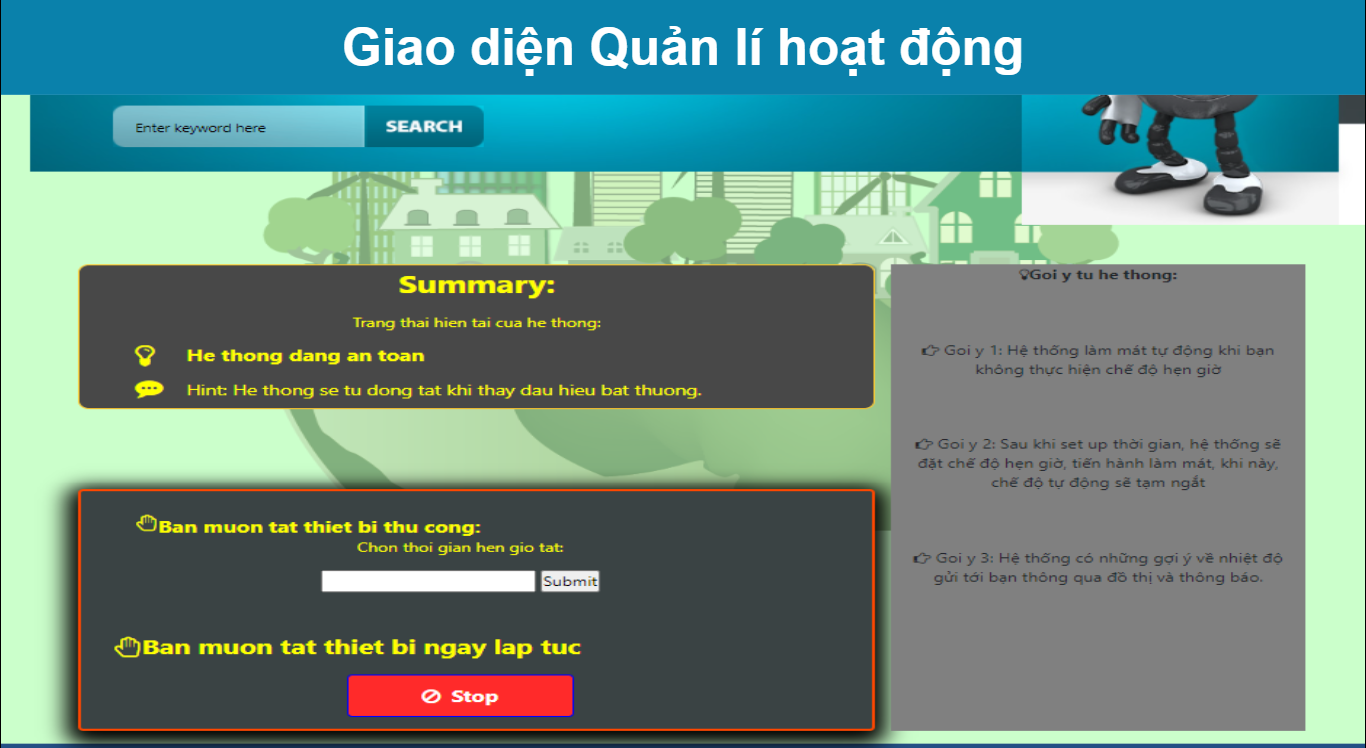 Giao diện Quản lí hoạt động
Enter keyword here
SEARCH
Summary:
Trang thai hien tai cua he thong:
He thong dang an toan
Hint: He thong se tu dong tat khi thay dau hieu bat thuong.
Ban muon tat thiet bi thu cong:
Chon thoi gian hen gio tat:
Submit
Ban muon tat thiet bi ngay lap tuc
Stop
Goi y tu he thong:
Goi y 1: Hệ thống làm mát tự động khi bạn
không thực hiện chế độ hẹn giờ
Goi y 2: Sau khi set up thời gian, hệ thống sẽ
đặt chế độ hẹn giờ, tiến hành làm mát, khi này,
chế độ tự động sẽ tạm ngắt
Goi y 3: Hệ thống có những gợi ý về nhiệt độ
gửi tới bạn thông qua đồ thị và thông báo.